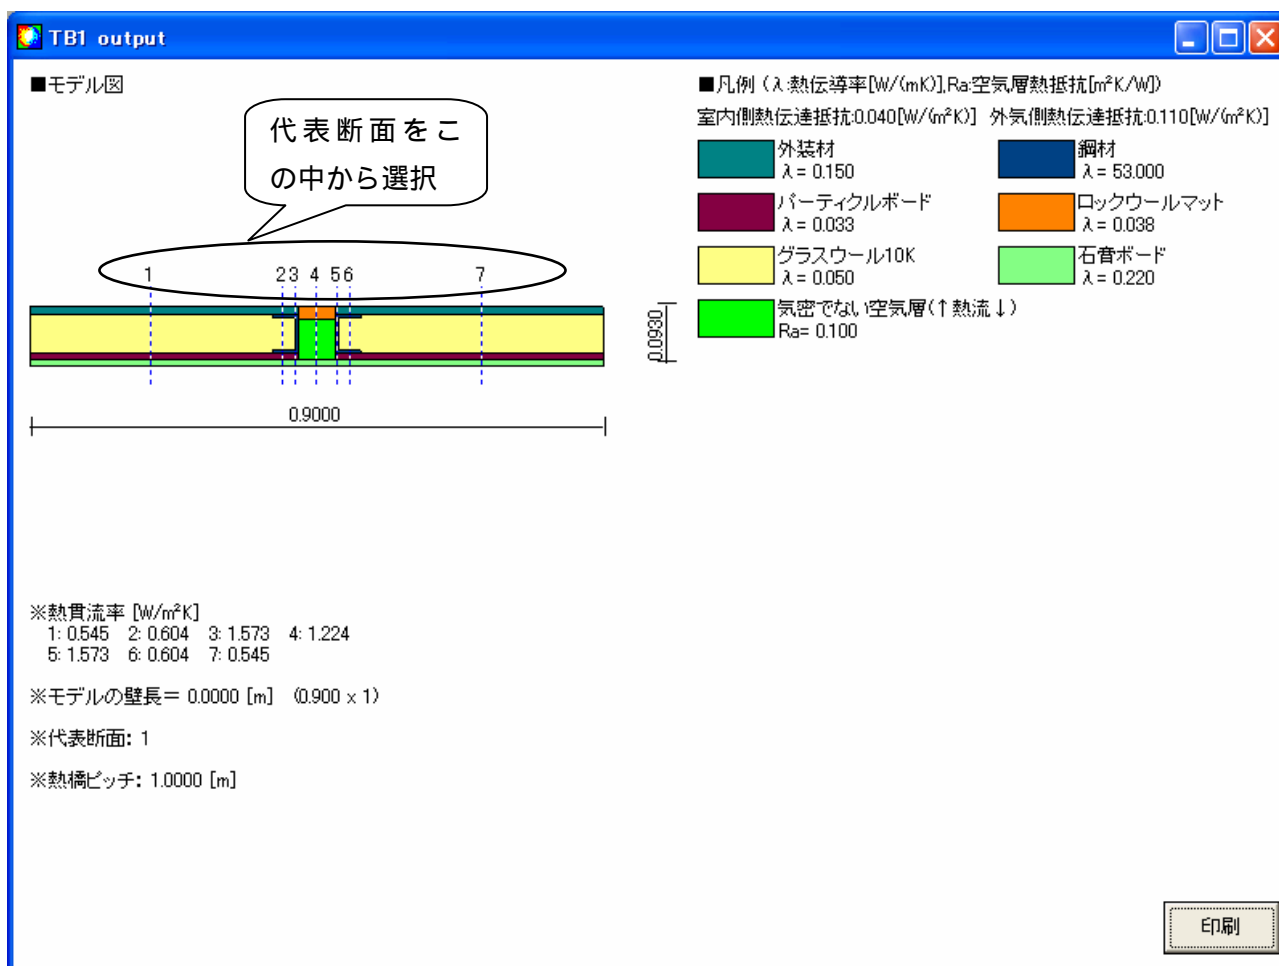 TB1 output
■モデル図
代表断面をこ
の中から選択
1 2 3 4 5 6 7
0.0930
0.9000
※熱貫流率 [W/m²K]
1: 0.545 2: 0.604 3: 1.573 4: 1.224
5: 1.573 6: 0.604 7: 0.545
※モデルの壁長＝ 0.0000 [m] (0.900 x 1)
※代表断面: 1
※熱橋ピッチ: 1.0000 [m]
■凡例（λ:熱伝導率[W/(mK)],Ra:空気層熱抵抗[m²K/W]）
室内側熱伝達抵抗:0.040[W/(m²K)] 外気側熱伝達抵抗:0.110[W/(m²K)]
外装材
λ = 0.150
鋼材
λ = 53.000
パーティクルボード
λ = 0.033
ロックウールマット
λ = 0.038
グラスウール10K
λ = 0.050
石膏ボード
λ = 0.220
気密でない空気層(↑熱流↓)
Ra= 0.100
印刷